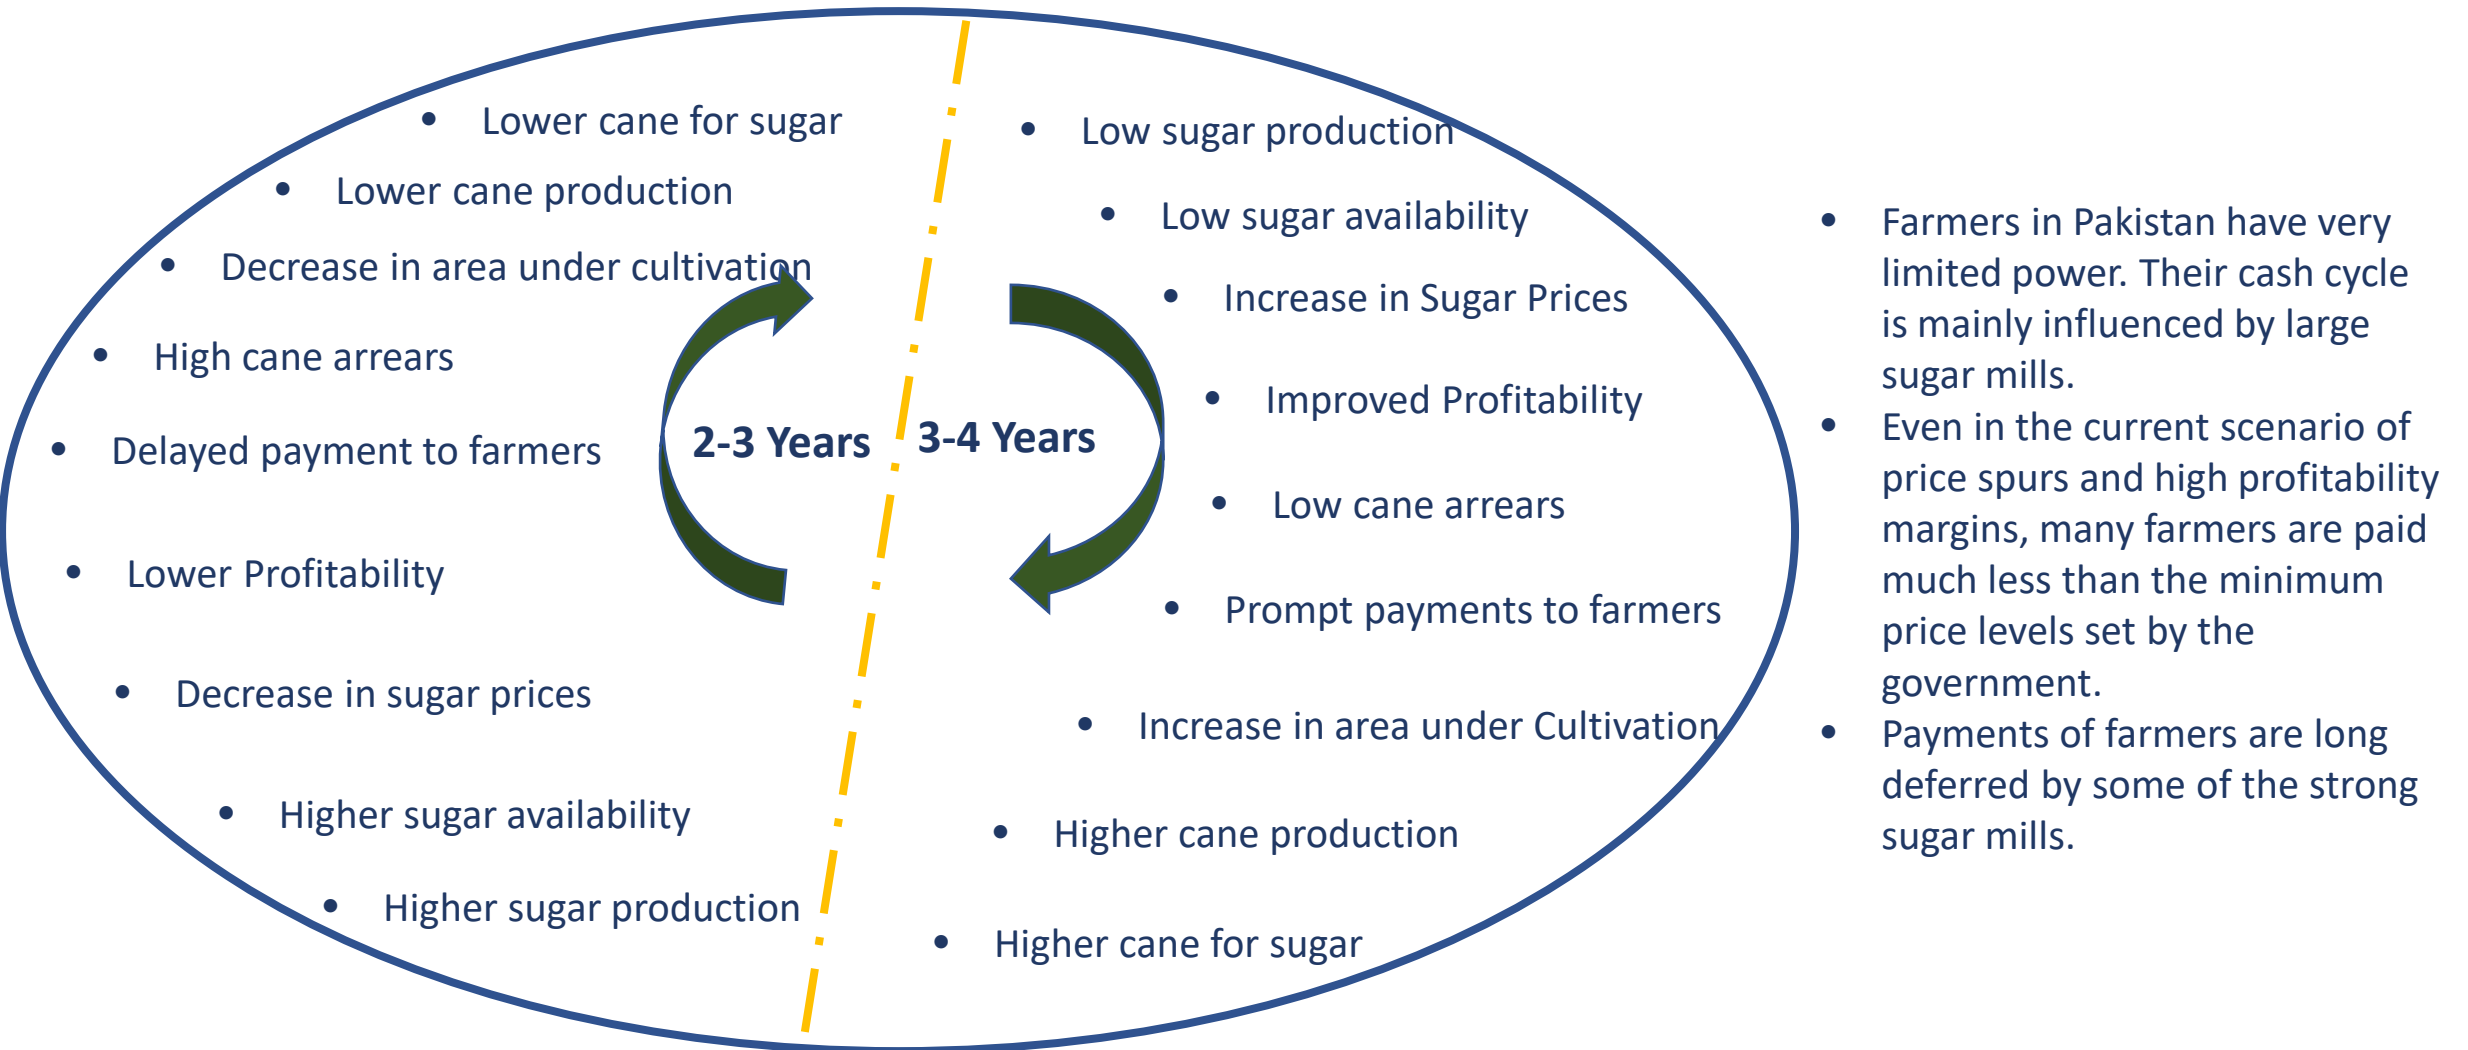 Lower cane for sugar
Lower cane production
Decrease in area under cultivation
High cane arrears
Delayed payment to farmers
Lower Profitability
Decrease in sugar prices
Higher sugar availability
Higher sugar production
2-3 Years
3-4 Years
Low sugar production
Low sugar availability
Increase in Sugar Prices
Improved Profitability
Low cane arrears
Prompt payments to farmers
Increase in area under Cultivation
Higher cane production
Higher cane for sugar
Farmers in Pakistan have very
limited power. Their cash cycle
is mainly influenced by large
sugar mills.
Even in the current scenario of
price spurs and high profitability
margins, many farmers are paid
much less than the minimum
price levels set by the
government.
Payments of farmers are long
deferred by some of the strong
sugar mills.